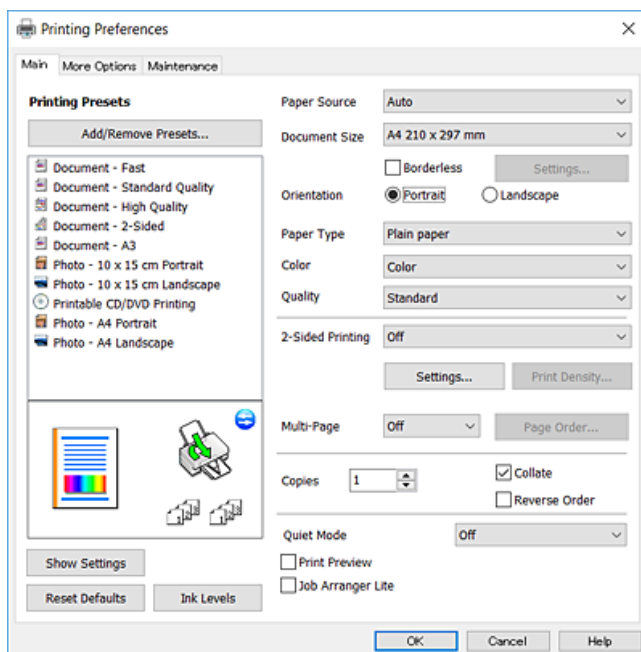 Printing Preferences
Main More Options Maintenance
Printing Presets
Add/Remove Presets...
Document - Fast
Document - Standard Quality
Document - High Quality
Document - 2-Sided
Document - A3
Photo - 10 x 15 cm Portrait
Photo - 10 x 15 cm Landscape
Printable CD/DVD Printing
Photo - A4 Portrait
Photo - A4 Landscape
Show Settings
Reset Defaults Ink Levels
Paper Source Auto
Document Size A4 210 x 297 mm
Borderless Settings...
Orientation Portrait Landscape
Paper Type Plain paper
Color Color
Quality Standard
2-Sided Printing Off
Settings... Print Density...
Multi-Page Off Page Order...
Copies 1 Collate
Reverse Order
Quiet Mode Off
Print Preview
Job Arranger Lite
OK Cancel Help